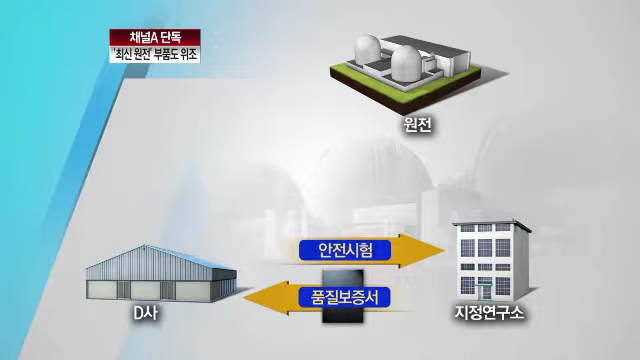 채널A 단독
'최신 원전' 부품도 위조
원전
안전시험
품질보증서
D사
지정연구소